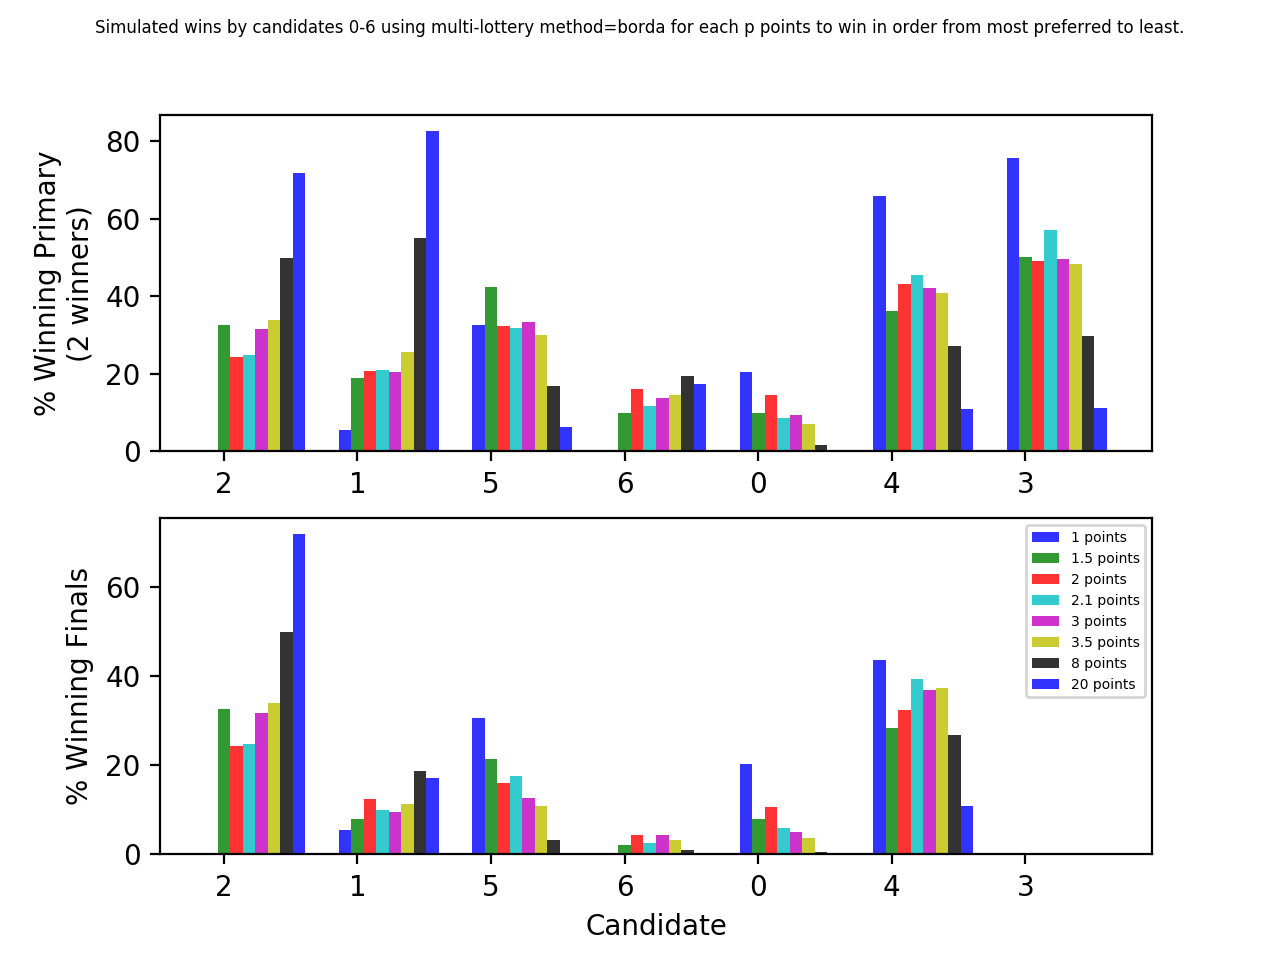 Simulated wins by candidates 0-6 using multi-lottery method=borda for each p points to win in order from most preferred to least.
% Winning Primary
(2 winners)
80
60
40
20
0
2 1 5 6 0 4 3
% Winning Finals
60
40
20
0
1 points
1.5 points
2 points
2.1 points
3 points
3.5 points
8 points
20 points
2 1 5 6 0 4 3
Candidate